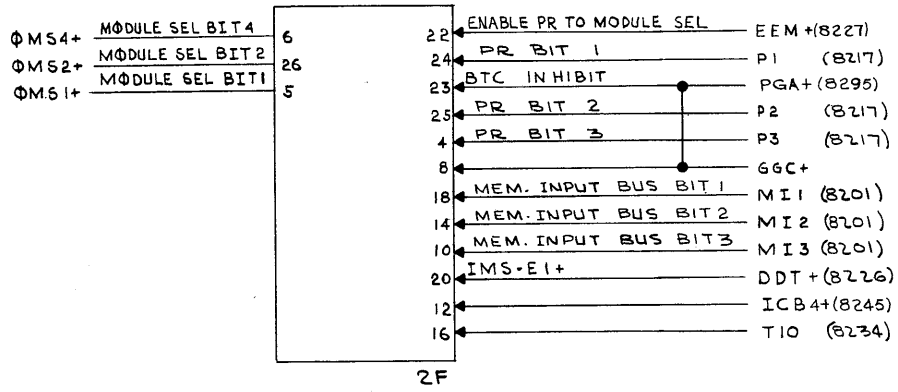 ΦMS4+ MΦDULE SEL BIT 4 6
ΦMS2+ MΦDULE SEL BIT 2 26
ΦMS1+ MΦDULE SEL BIT1 5
22 ENABLE PR TO MODULE SEL EEM+(8227)
24 PR BIT 1 P1 (8217)
23 BTC INHIBIT PGA+(8295)
25 PR BIT 2 P2 (8217)
4 PR BIT 3 P3 (8217)
8 GGC+
18 MEM. INPUT BUS BIT 1 MI1 (8201)
14 MEM. INPUT BUS BIT 2 MI2 (8201)
10 MEM. INPUT BUS BIT3 MI3 (8201)
20 IMS·E1+ DDT+(8226)
12 ICB4+(8245)
16 T10 (8234)
2F